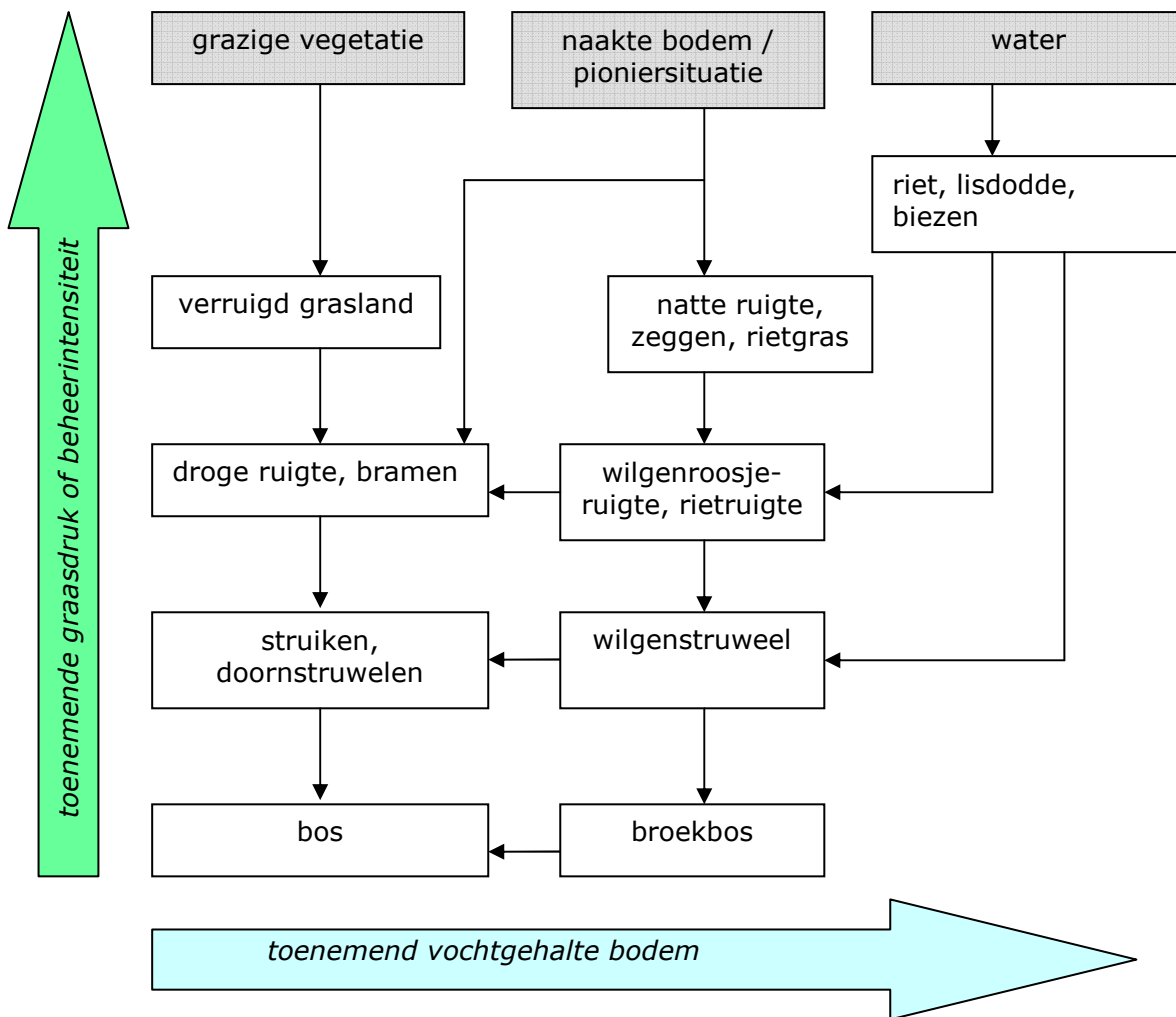 grazige vegetatie
naakte bodem /
pioniersituatie
water
riet, lisdodde,
biezen
verruigd grasland
natte ruigte,
zeggen, rietgras
droge ruigte, bramen
wilgenroosje-
ruigte, rietruigte
struiken,
doornstruwelen
wilgenstruweel
bos
broekbos
toenemende graasdruk of beheerintensiteit
toenemend vochtgehalte bodem